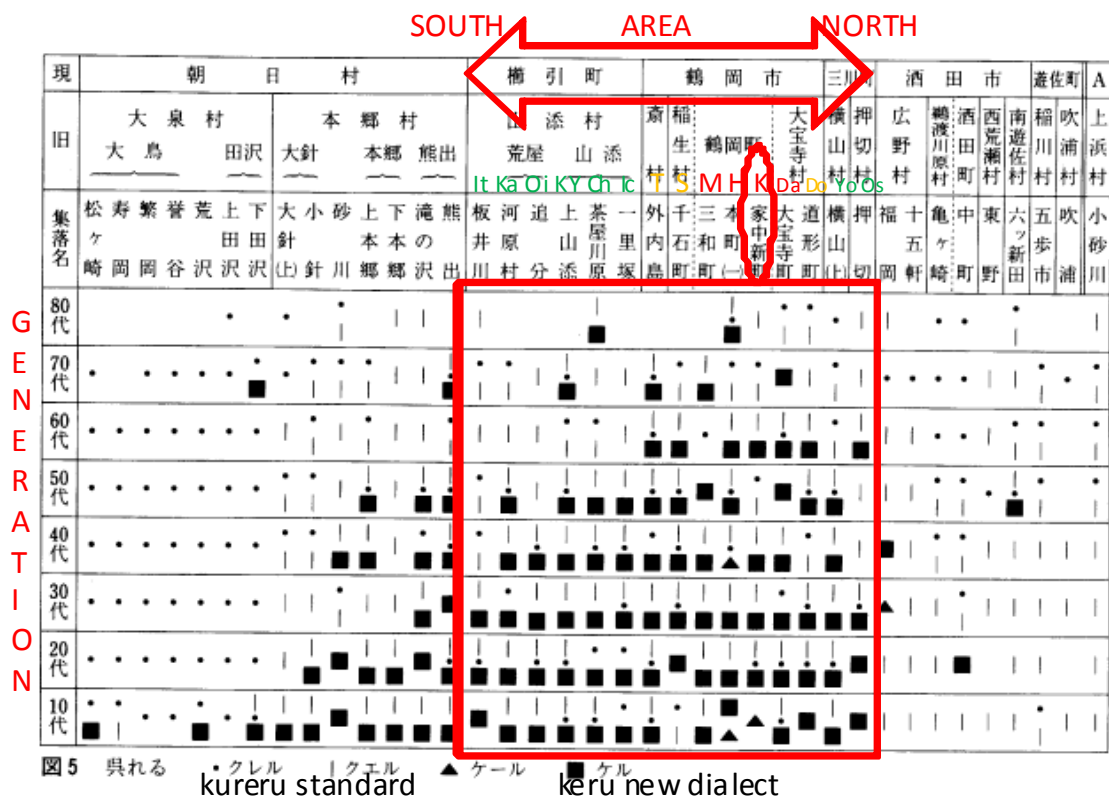 SOUTH AREA NORTH
現 朝日村 櫛引町 鶴岡市 三川町 酒田市 遊佐町 A
旧 大泉村 本郷村 山添村 斎村 稲生村 鶴岡町 大宝寺村 横山村 押切村 広野村 鶴渡川原村 酒田町 西荒瀬村 南遊佐村 稲川村 吹浦村 上浜村
大鳥 田沢 大針 本郷 熊出 荒屋 山添
It Ka Oi KY Ch Ic T S M H K Da Do Yo Os
集落名 松ヶ崎 寿岡 繁岡 誉谷 荒沢 上田沢 下田沢 大針(上) 小針 砂川 上本郷 下本郷 滝の沢 熊出 板井川 河原村 追分 上山添 茶屋川原 一里塚 外内島 千石町 三和町 本町(一) 家中新町 大宝寺町 道形町 横山(上) 押切 福岡 十五軒 亀ヶ崎 中町 東野 六ッ新田 五歩市 吹浦 小砂川
GENERATION
80代
70代
60代
50代
40代
30代
20代
10代
図5 呉れる ・クレル |クエル ▲ ケール ■ ケル
kureru standard keru new dialect